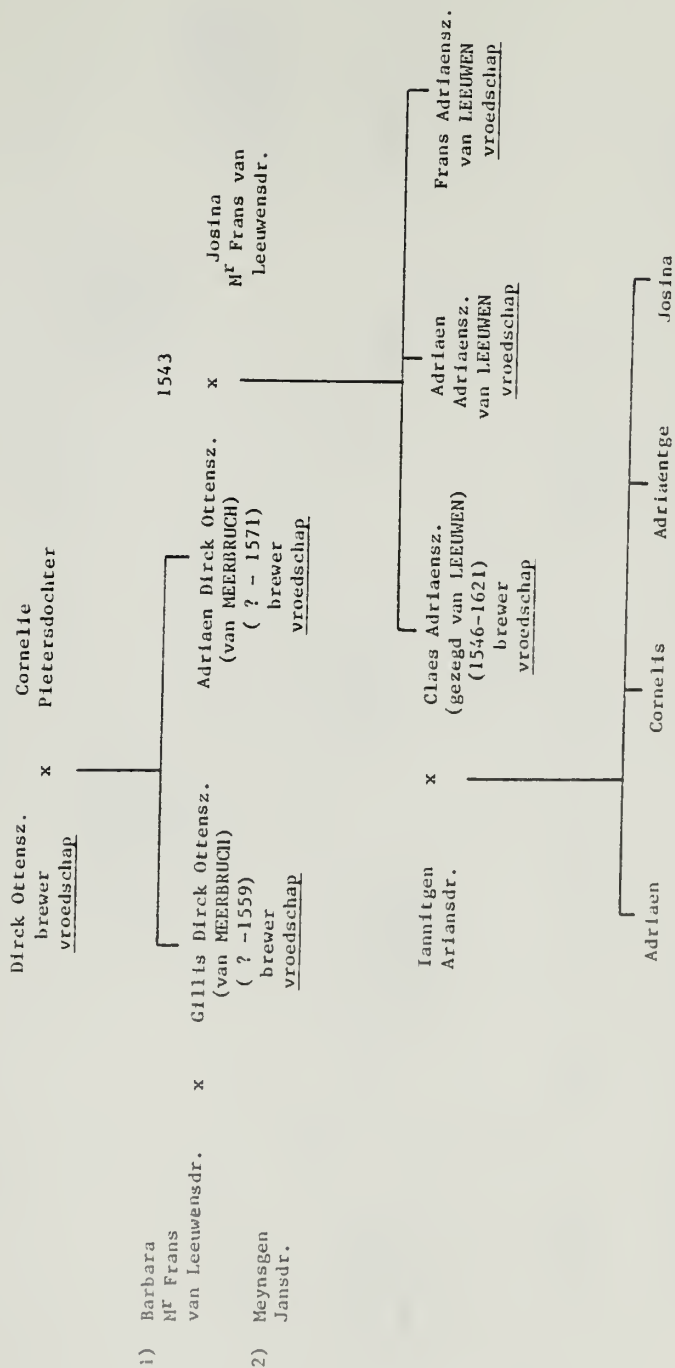 Dirck Ottensz.
brewer
vroedschap
x
Cornelie
Pietersdochter
1)
Barbara
Mr Frans
van Leeuwensdr.
2)
Meynsgen
Jansdr.
x
Gillis Dirck Ottensz.
(van MEERBRUCH)
( ? -1559)
brewer
vroedschap
Adriaen Dirck Ottensz.
(van MEERBRUCH)
( ? - 1571)
brewer
vroedschap
1543
x
Josina
Mr Frans van
Leeuwensdr.
Iannitgen
Ariansdr.
x
Claes Adriaensz.
(gezegd van LEEUWEN)
(1546-1621)
brewer
vroedschap
Adriaen
Adriaensz.
van LEEUWEN
vroedschap
Frans Adriaensz.
van LEEUWEN
vroedschap
Adriaen
Cornelis
Adriaentge
Josina